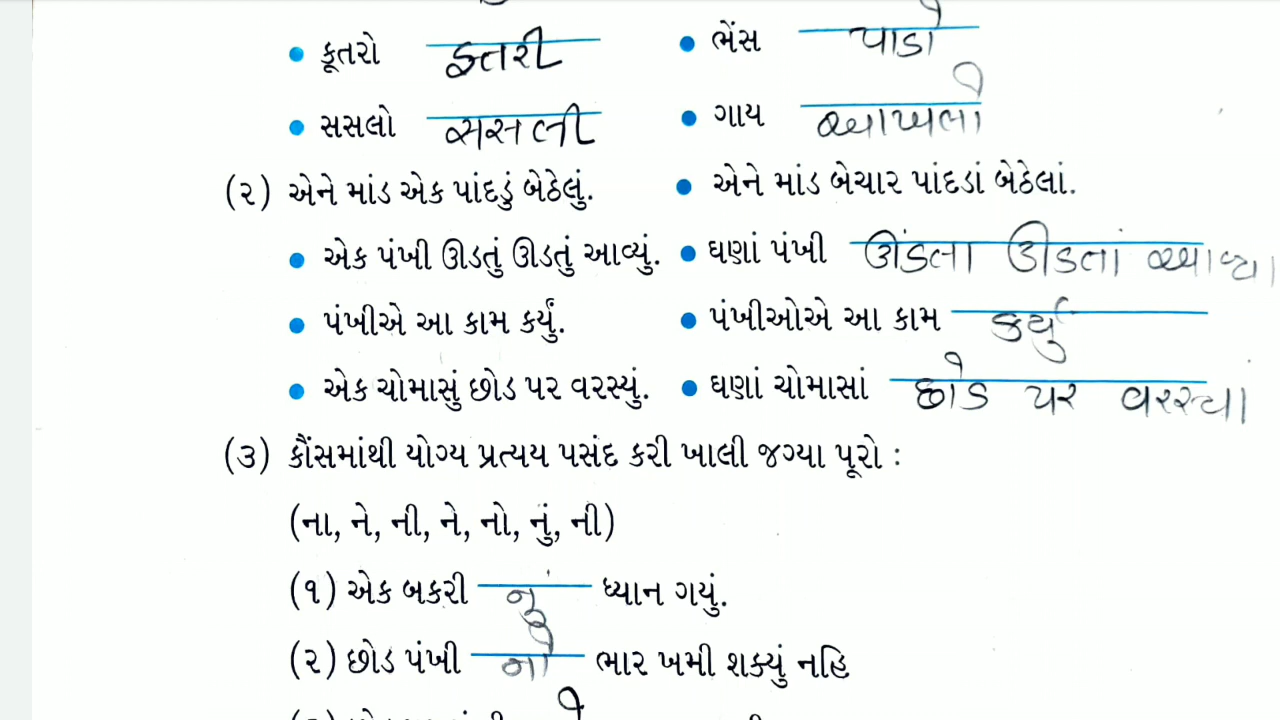 • કૂતરો કુતરી • ભેંસ પાડો
• સસલો સસલી • ગાય આખલો
(૨) એને માંડ એક પાંદડું બેઠેલું. • એને માંડ બેચાર પાંદડાં બેઠેલાં.
• એક પંખી ઊડતું ઊડતું આવ્યું. • ઘણાં પંખી ઊંડતા ઊડતાં આવ્યા
• પંખીએ આ કામ કર્યું. • પંખીઓએ આ કામ કર્યુ
• એક ચોમાસું છોડ પર વરસ્યું. • ઘણાં ચોમાસાં છોડ પર વરસ્યાં
(૩) કૌંસમાંથી યોગ્ય પ્રત્યય પસંદ કરી ખાલી જગ્યા પૂરો :
(ના, ને, ની, ને, નો, નું, ની)
(૧) એક બકરી નું ધ્યાન ગયું.
(૨) છોડ પંખી નો ભાર ખમી શક્યું નહિ